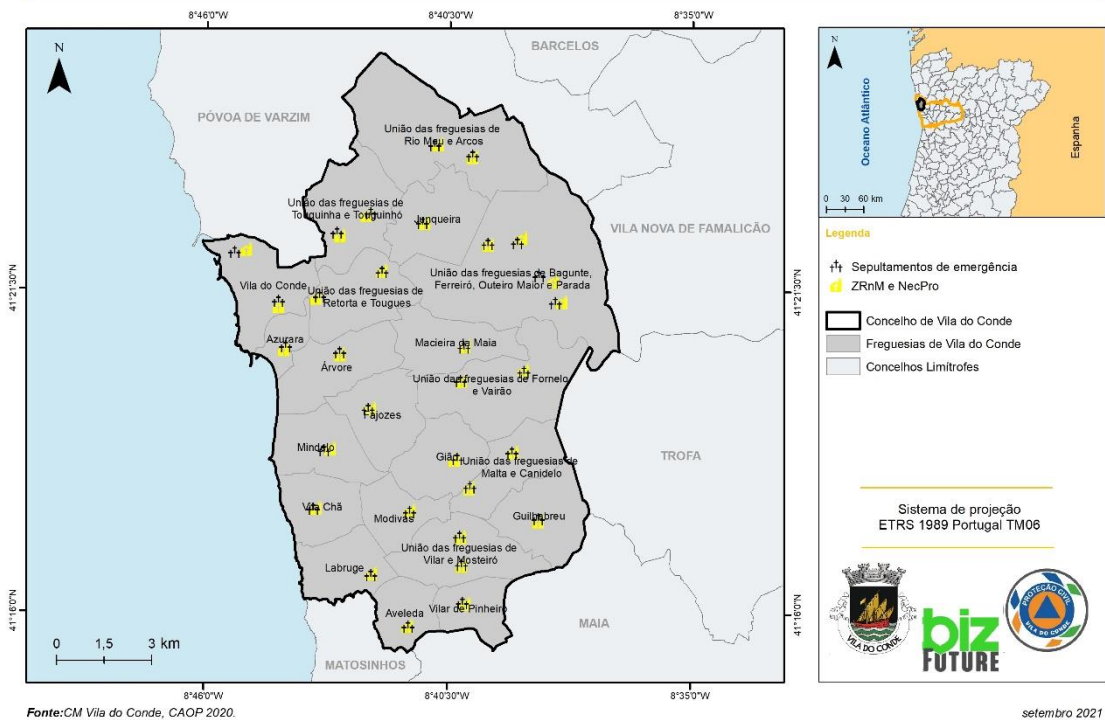 8°46'0"W
8°40'30"W
8°35'0"W
N
BARCELOS
PÓVOA DE VARZIM
União das freguesias de
Rio Mau e Arcos
União das freguesias de
Touguinha e Touguinhó
Junqueira
VILA NOVA DE FAMALICÃO
41°21'30"N
41°21'30"N
Vila do Conde
União das freguesias de
Retorta e Tougues
União das freguesias de Bagunte,
Ferreiró, Outeiro Maior e Parada
Azurara
Árvore
Macieira da Maia
União das freguesias de Fornelo
e Vairão
Fajozes
Mindelo
Gião
União das freguesias de
Malta e Canidelo
TROFA
Vila Chã
Modivas
Guilhabreu
União das freguesias de
Vilar e Mosteiró
Labruge
Aveleda
Vilar de Pinheiro
MAIA
MATOSINHOS
41°16'0"N
41°16'0"N
0 1,5 3 km
8°46'0"W
8°40'30"W
8°35'0"W
Fonte:CM Vila do Conde, CAOP 2020.
N
Oceano Atlântico
Espanha
0 30 60 km
Legenda
Sepultamentos de emergência
ZRnM e NecPro
Concelho de Vila do Conde
Freguesias de Vila do Conde
Concelhos Limítrofes
Sistema de projeção
ETRS 1989 Portugal TM06
VILA DO CONDE
biz
FUTURE
PROTEÇÃO CIVIL
VILA DO CONDE
setembro 2021